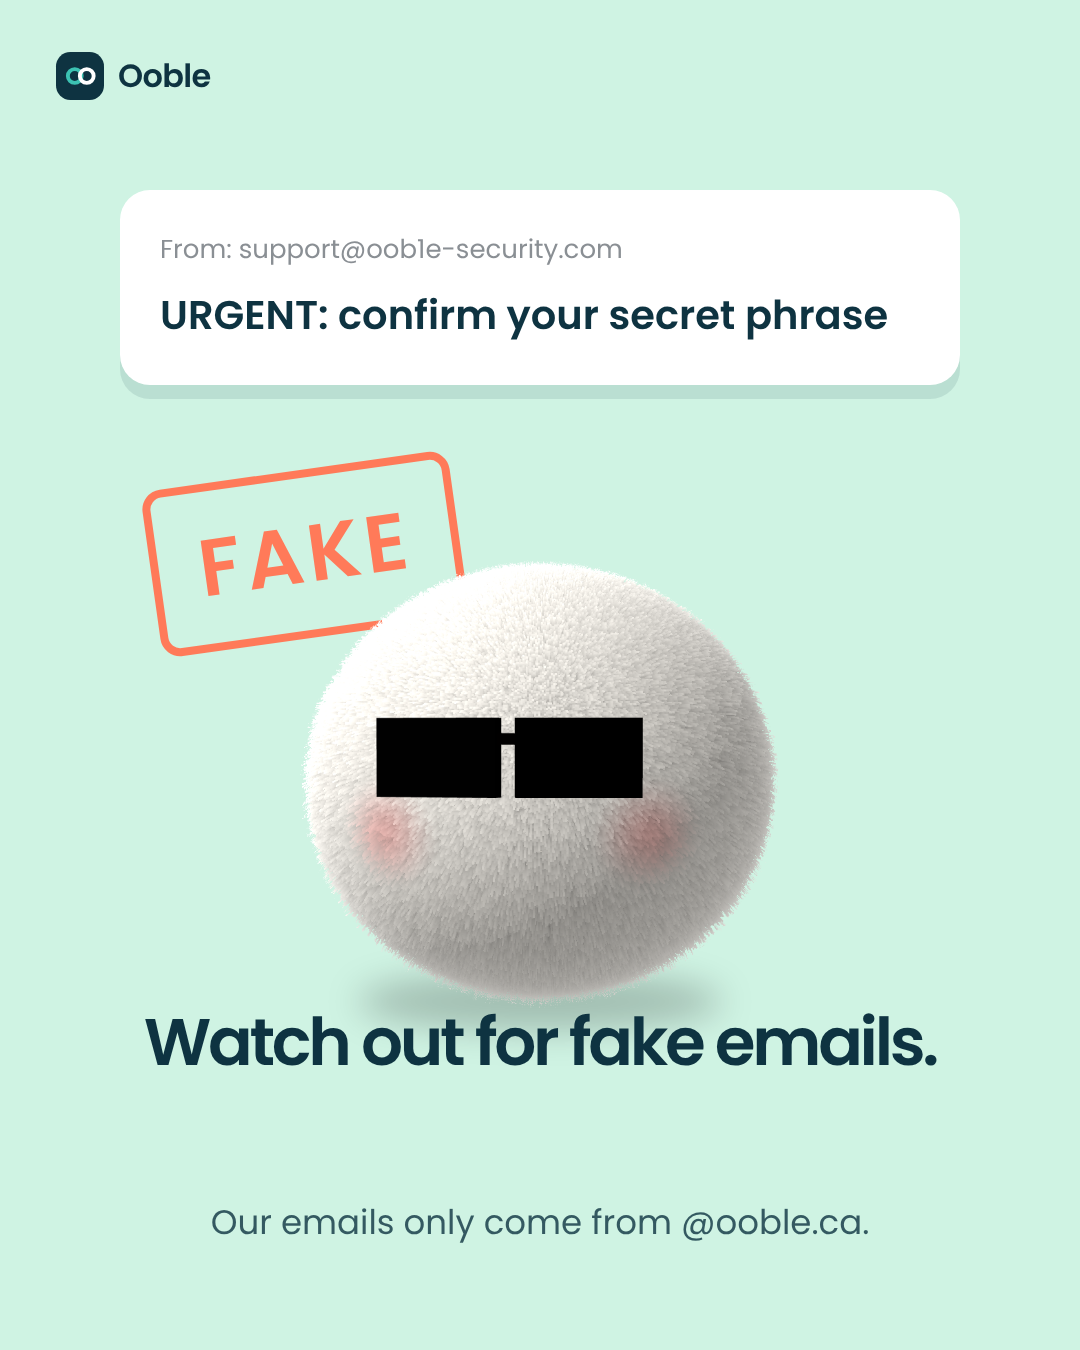 Ooble
From: support@oob1e-security.com
URGENT: confirm your secret phrase
FAKE
Watch out for fake emails.
Our emails only come from @ooble.ca.